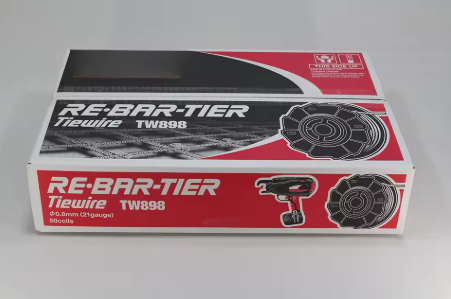 THIS SIDE UP
RE·BAR·TIER
Tiewire TW898
RE·BAR·TIER
Tiewire TW898
Φ0.8mm (21gauge)
50coils